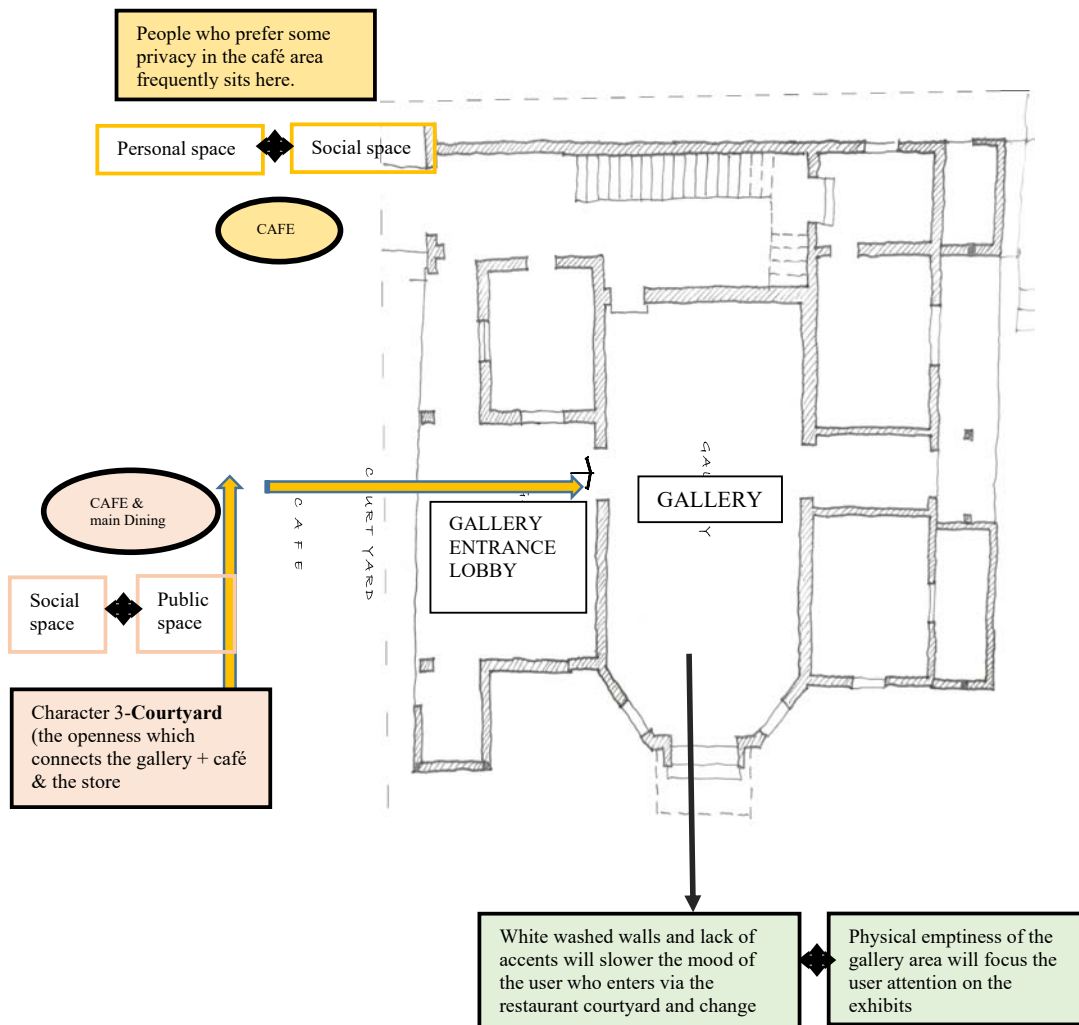 People who prefer some
privacy in the café area
frequently sits here.
Personal space
Social space
CAFE
CAFE &
main Dining
CAFE
COURTYARD
GALLERY
ENTRANCE
LOBBY
GALLERY
Social
space
Public
space
Character 3-Courtyard
(the openness which
connects the gallery + café
& the store
White washed walls and lack of
accents will slower the mood of
the user who enters via the
restaurant courtyard and change
Physical emptiness of the
gallery area will focus the
user attention on the
exhibits